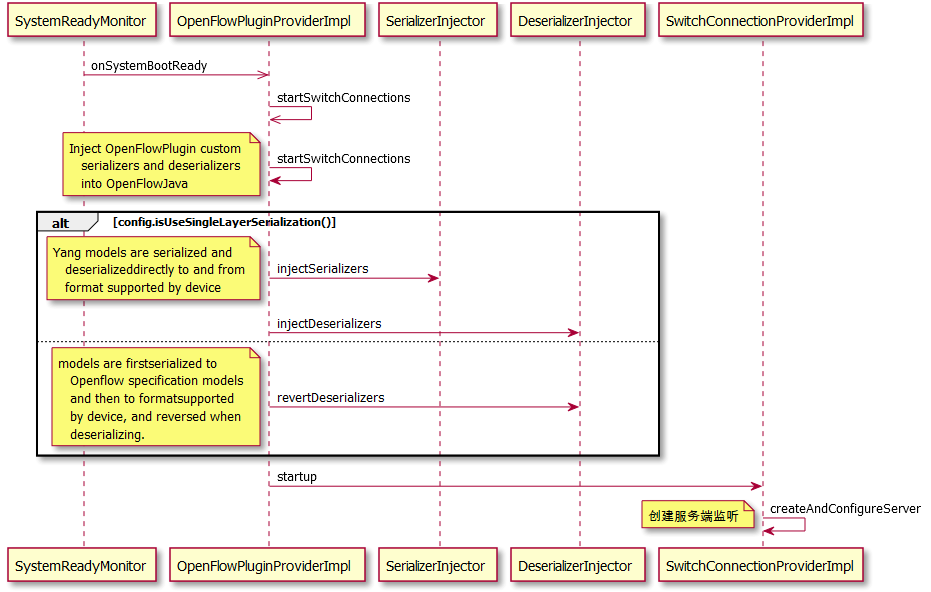 SystemReadyMonitor
OpenFlowPluginProviderImpl
SerializerInjector
DeserializerInjector
SwitchConnectionProviderImpl
onSystemBootReady
startSwitchConnections
Inject OpenFlowPlugin custom
serializers and deserializers
into OpenFlowJava
startSwitchConnections
alt
[config.isUseSingleLayerSerialization()]
Yang models are serialized and
deserializeddirectly to and from
format supported by device
injectSerializers
injectDeserializers
models are firstserialized to
Openflow specification models
and then to formatsupported
by device, and reversed when
deserializing.
revertDeserializers
startup
创建服务端监听
createAndConfigureServer
SystemReadyMonitor
OpenFlowPluginProviderImpl
SerializerInjector
DeserializerInjector
SwitchConnectionProviderImpl